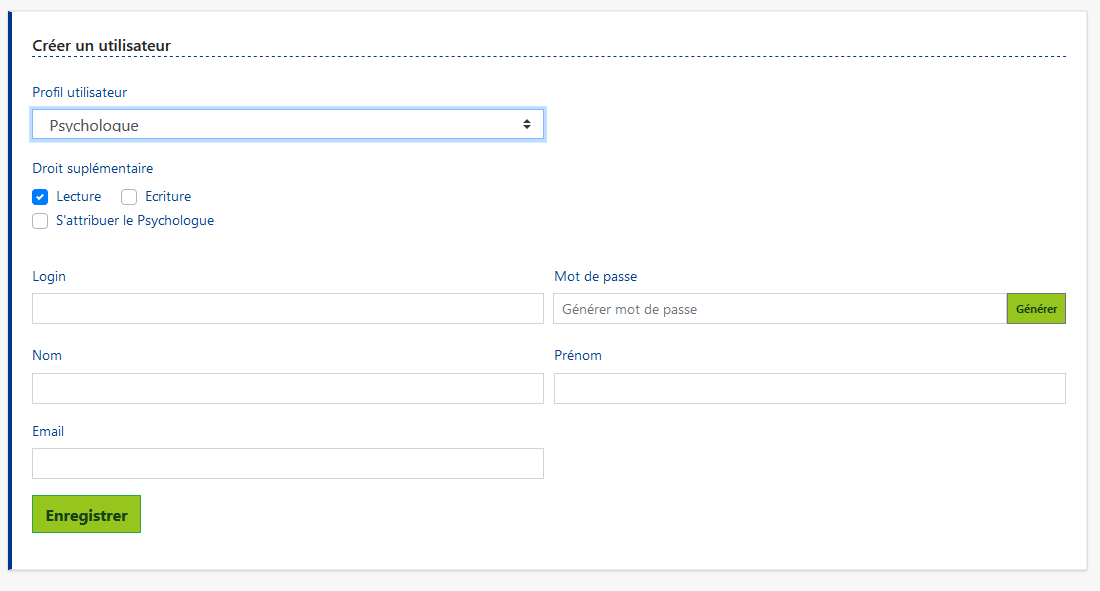 Créer un utilisateur
Profil utilisateur
Psychologue
Droit suplémentaire
Lecture Ecriture
S'attribuer le Psychologue
Login Mot de passe
Générer mot de passe Générer
Nom Prénom
Email
Enregistrer